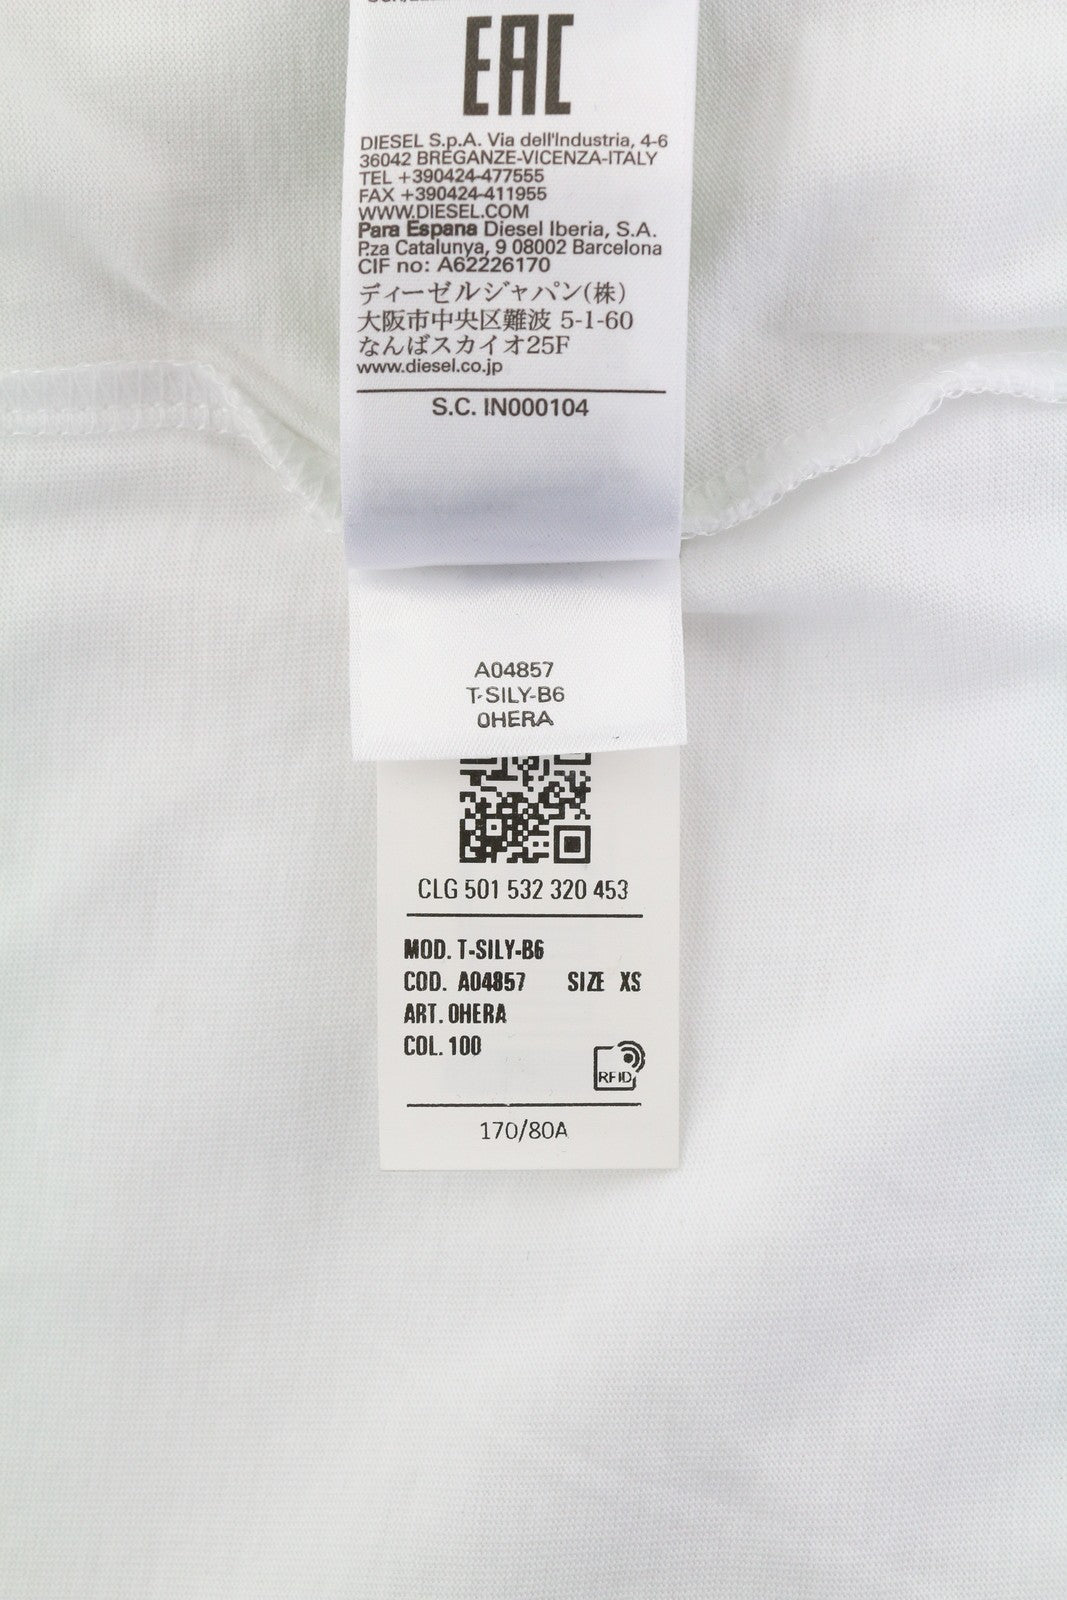 EAC
DIESEL S.p.A. Via dell'Industria, 4-6
36042 BREGANZE-VICENZA-ITALY
TEL +390424-477555
FAX +390424-411955
WWW.DIESEL.COM
Para Espana Diesel Iberia, S.A.
P.za Catalunya, 9 08002 Barcelona
CIF no: A62226170
ディーゼルジャパン(株)
大阪市中央区難波 5-1-60
なんばスカイオ25F
www.diesel.co.jp
S.C. IN000104
A04857
T-SILY-B6
0HERA
CLG 501 532 320 453
MOD. T-SILY-B6
COD. A04857 SIZE XS
ART. 0HERA
COL. 100
RFID
170/80A